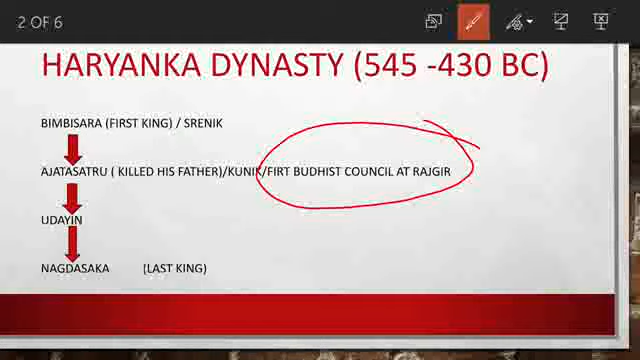 2 OF 6
HARYANKA DYNASTY (545 -430 BC)
BIMBISARA (FIRST KING) / SRENIK
AJATASATRU ( KILLED HIS FATHER)/KUNIK/FIRT BUDHIST COUNCIL AT RAJGIR
UDAYIN
NAGDASAKA (LAST KING)